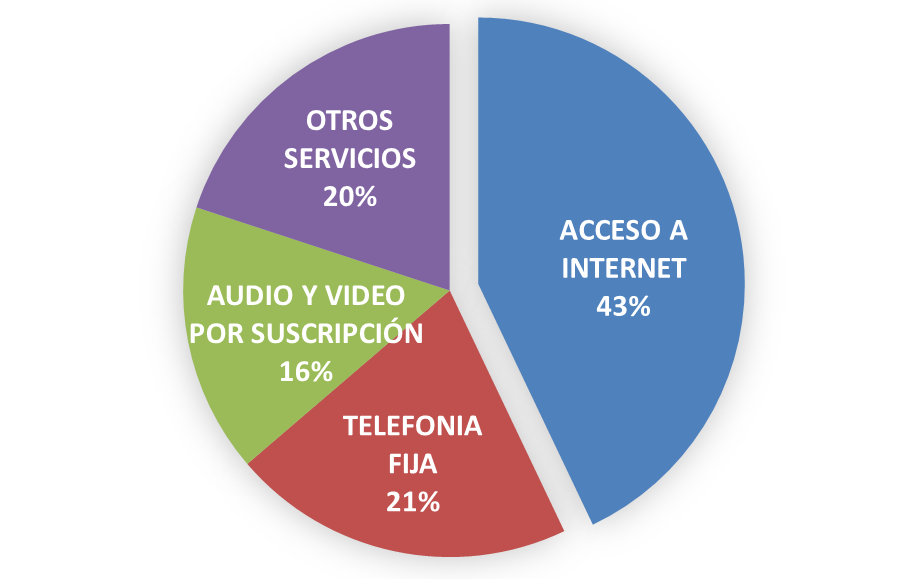 OTROS
SERVICIOS
20%
ACCESO A
INTERNET
43%
AUDIO Y VIDEO
POR SUSCRIPCIÓN
16%
TELEFONIA
FIJA
21%